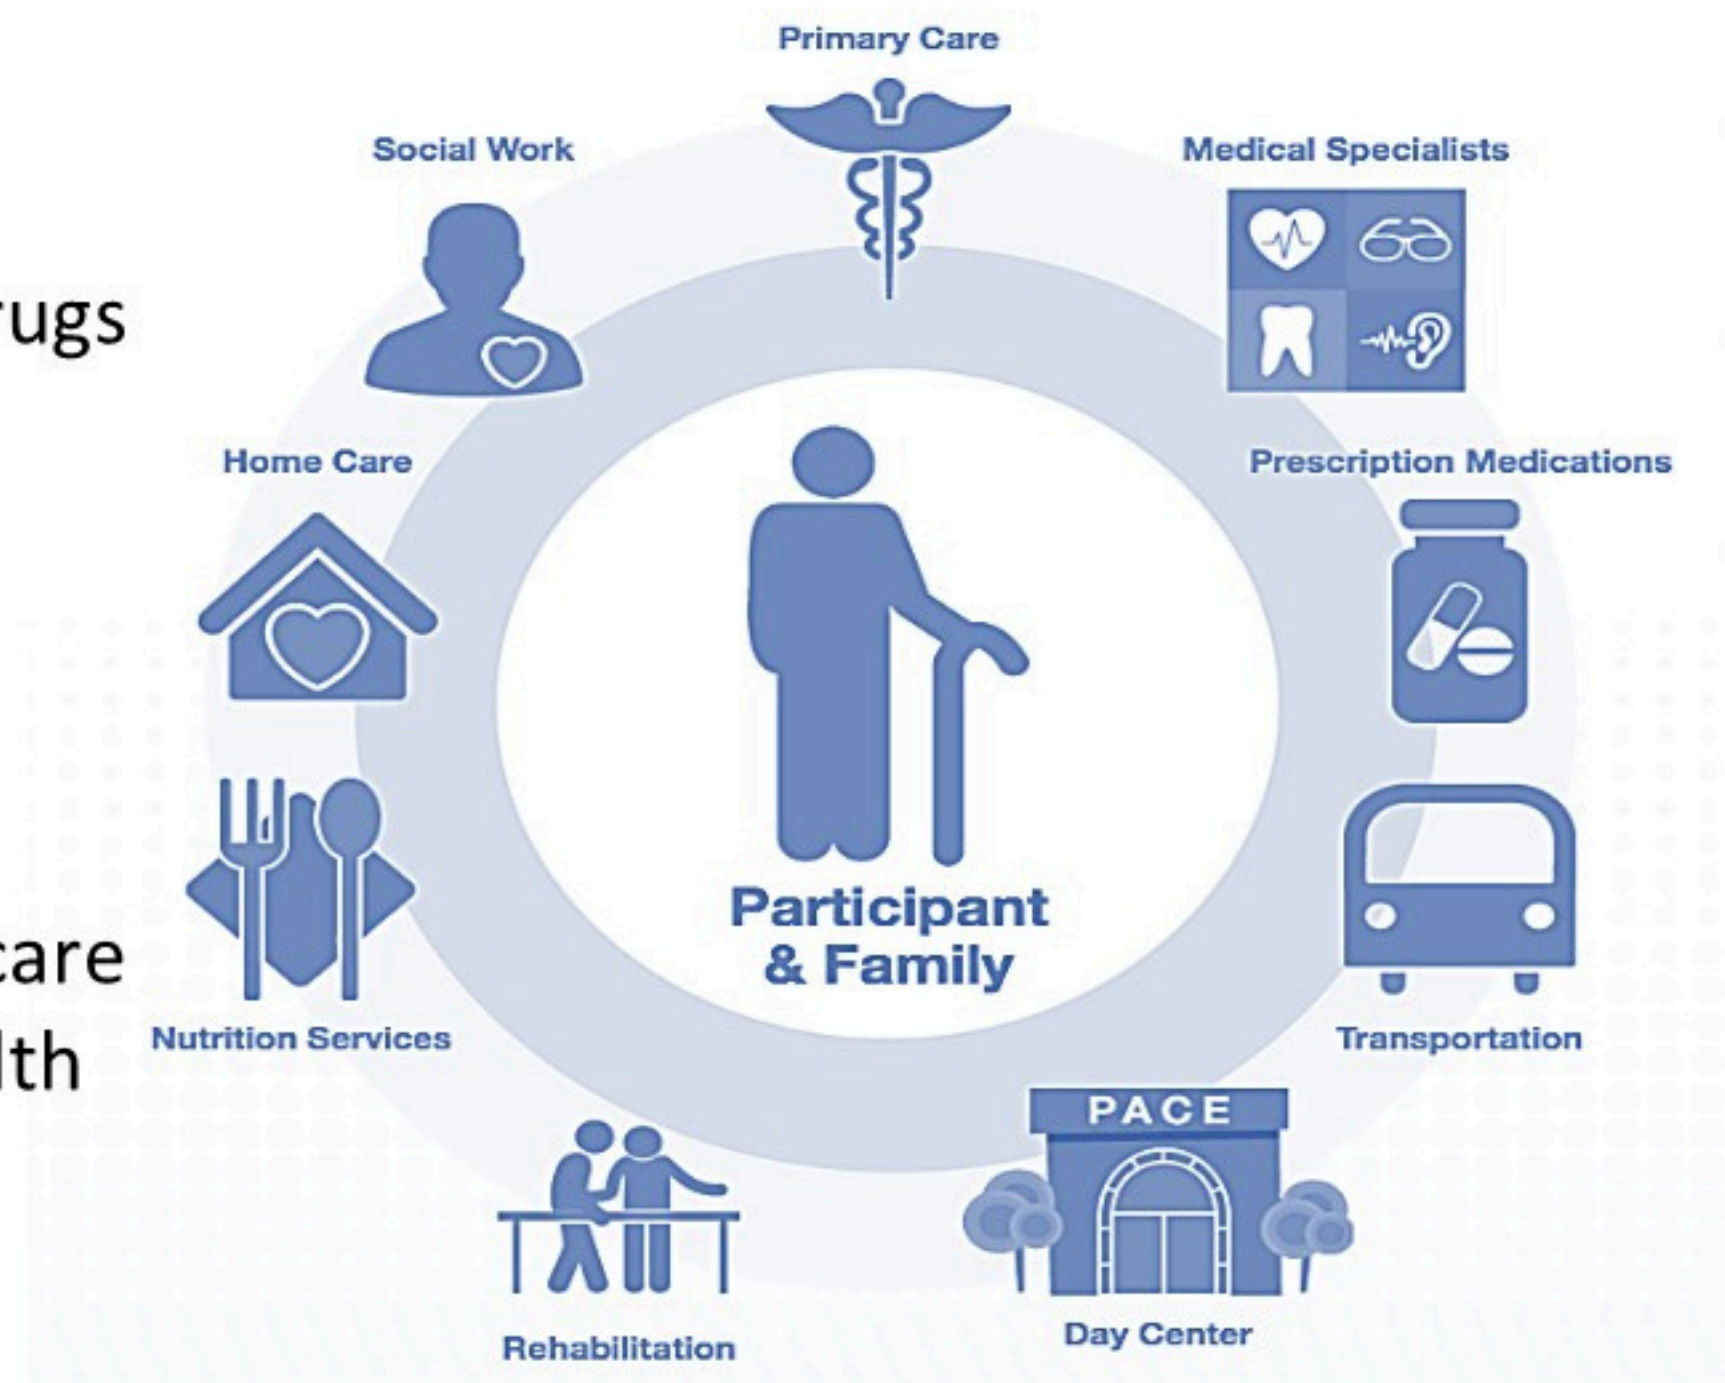 Primary Care
Social Work
Medical Specialists
rugs
Home Care
Prescription Medications
Participant
& Family
care
lth
Nutrition Services
Transportation
PACE
Rehabilitation
Day Center